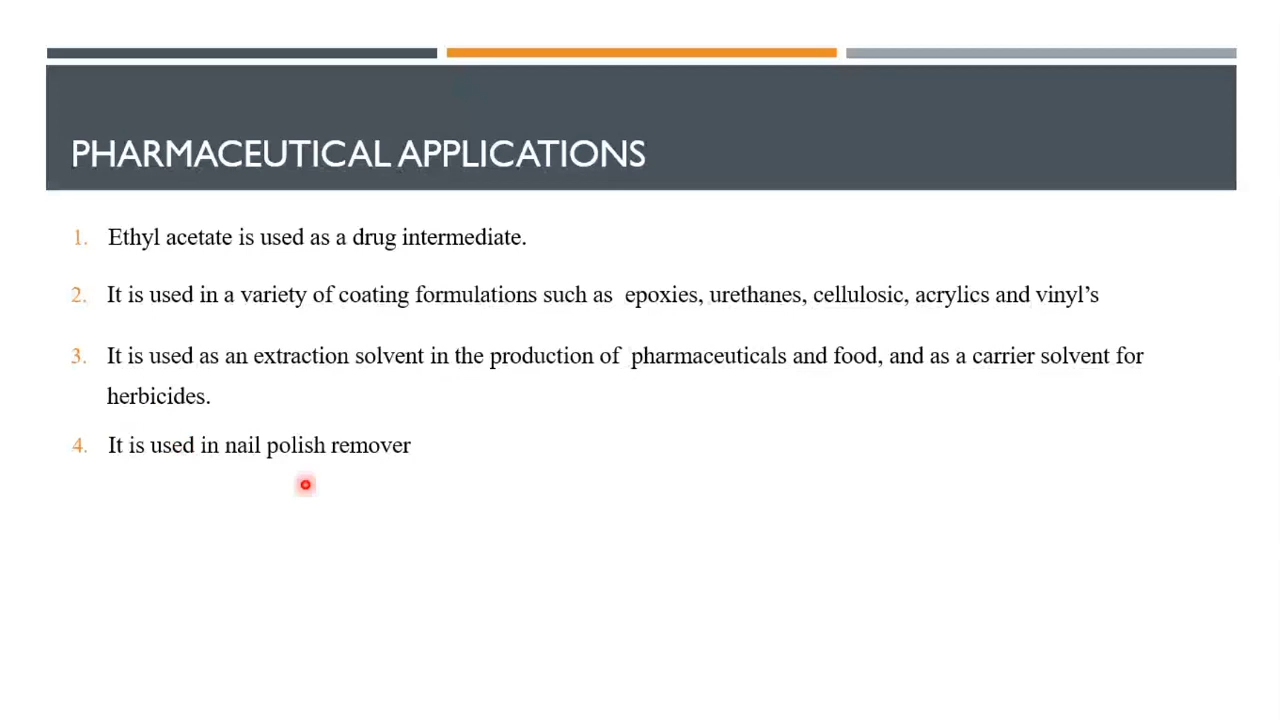 PHARMACEUTICAL APPLICATIONS
1. Ethyl acetate is used as a drug intermediate.
2. It is used in a variety of coating formulations such as epoxies, urethanes, cellulosic, acrylics and vinyl’s
3. It is used as an extraction solvent in the production of pharmaceuticals and food, and as a carrier solvent for
herbicides.
4. It is used in nail polish remover